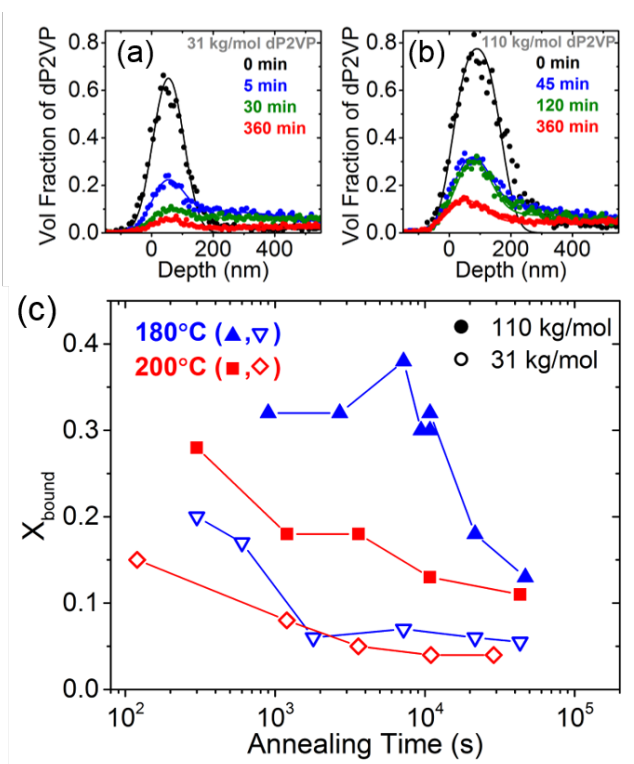 (a)
31 kg/mol dP2VP
0 min
5 min
30 min
360 min
Vol Fraction of dP2VP
0.8
0.6
0.4
0.2
0.0
0 200 400
Depth (nm)
(b)
110 kg/mol dP2VP
0 min
45 min
120 min
360 min
Vol Fraction of dP2VP
0.8
0.6
0.4
0.2
0.0
0 200 400
Depth (nm)
(c)
180°C (▲,▽)
200°C (■,◇)
● 110 kg/mol
○ 31 kg/mol
X_bound
0.4
0.3
0.2
0.1
0.0
10² 10³ 10⁴ 10⁵
Annealing Time (s)